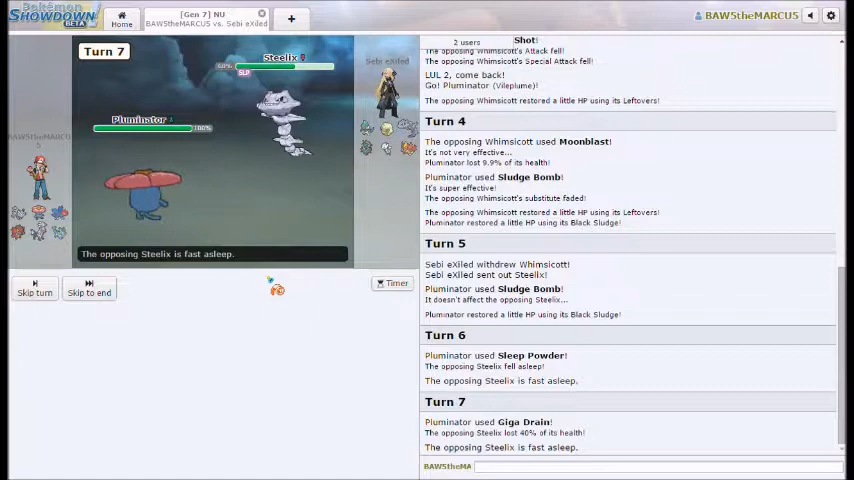 Pokémon
SHOWDOWN
BETA
Home
[Gen 7] NU
BAW5theMARCUS vs. Sebi eXiled
+
BAW5theMARCUS
Turn 7
Steelix
60%
SLP
Pluminator
100%
BAW5theMARCUS
Sebi eXiled
The opposing Steelix is fast asleep.
Skip turn
Skip to end
Timer
2 users
Shot!
The opposing Whimsicott's Attack fell!
The opposing Whimsicott's Special Attack fell!
LUL 2, come back!
Go! Pluminator (Vileplume)!
The opposing Whimsicott restored a little HP using its Leftovers!
Turn 4
The opposing Whimsicott used Moonblast!
It's not very effective...
Pluminator lost 9.9% of its health!
Pluminator used Sludge Bomb!
It's super effective!
The opposing Whimsicott's substitute faded!
The opposing Whimsicott restored a little HP using its Leftovers!
Pluminator restored a little HP using its Black Sludge!
Turn 5
Sebi eXiled withdrew Whimsicott!
Sebi eXiled sent out Steelix!
Pluminator used Sludge Bomb!
It doesn't affect the opposing Steelix...
Pluminator restored a little HP using its Black Sludge!
Turn 6
Pluminator used Sleep Powder!
The opposing Steelix fell asleep!
The opposing Steelix is fast asleep.
Turn 7
Pluminator used Giga Drain!
The opposing Steelix lost 40% of its health!
The opposing Steelix is fast asleep.
BAW5theMA